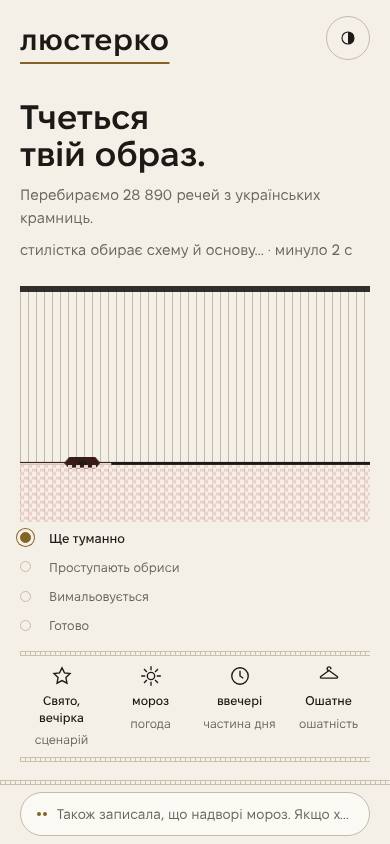 люстерко
Тчеться
твій образ.
Перебираємо 28 890 речей з українських
крамниць.
стилістка обирає схему й основу… · минуло 2 с
Ще туманно
Проступають обриси
Вимальовується
Готово
Свято,
вечірка
сценарій
мороз
погода
ввечері
частина дня
Ошатне
ошатність
Також записала, що надворі мороз. Якщо х…